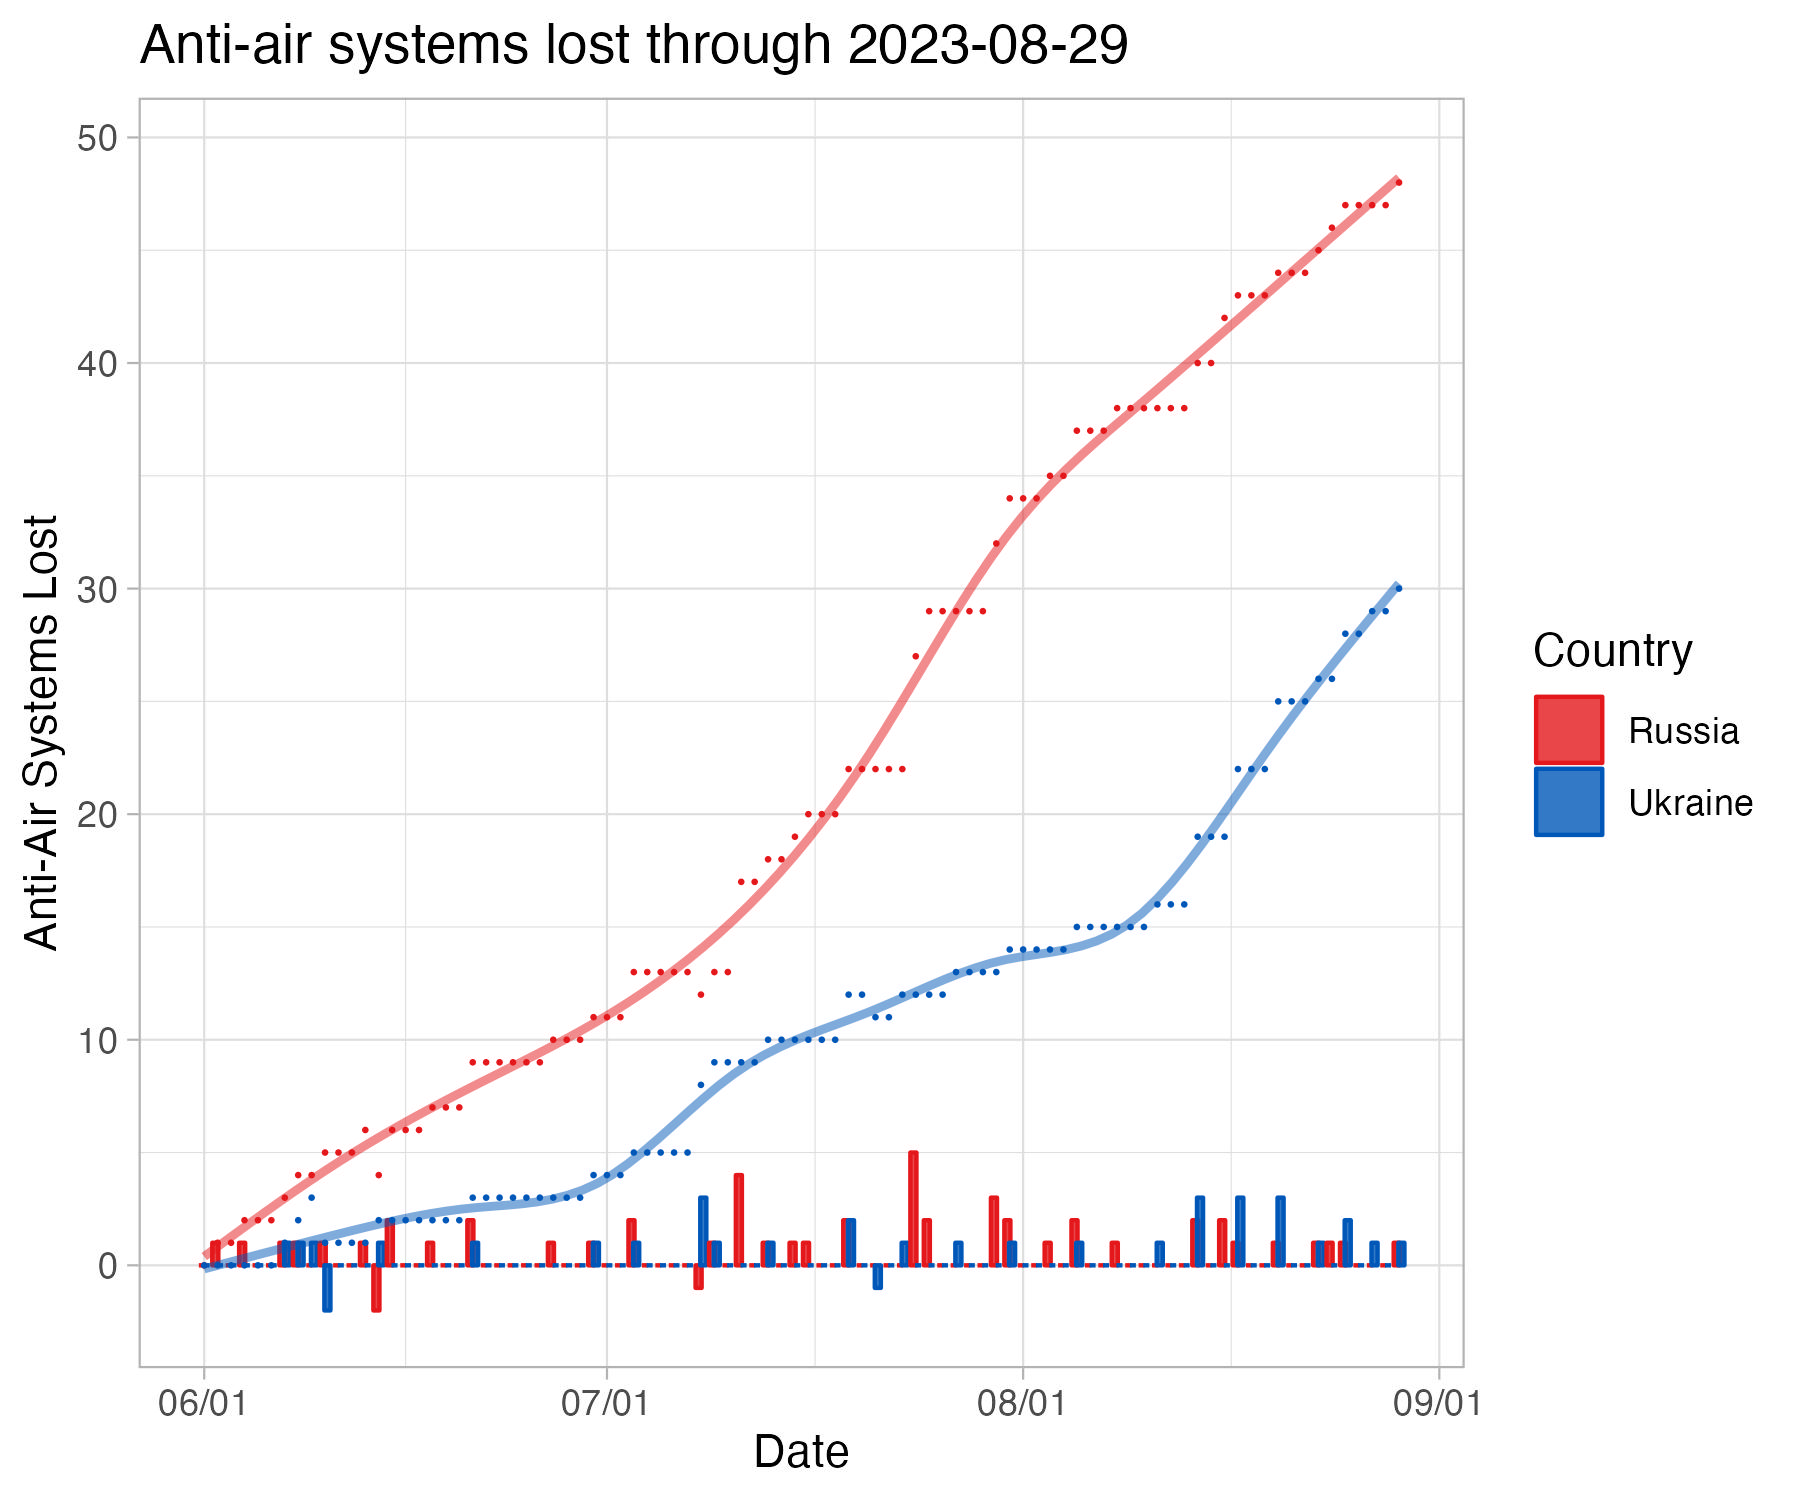 Anti-air systems lost through 2023-08-29
Anti-Air Systems Lost
50
40
30
20
10
0
06/01
07/01
08/01
09/01
Date
Country
Russia
Ukraine